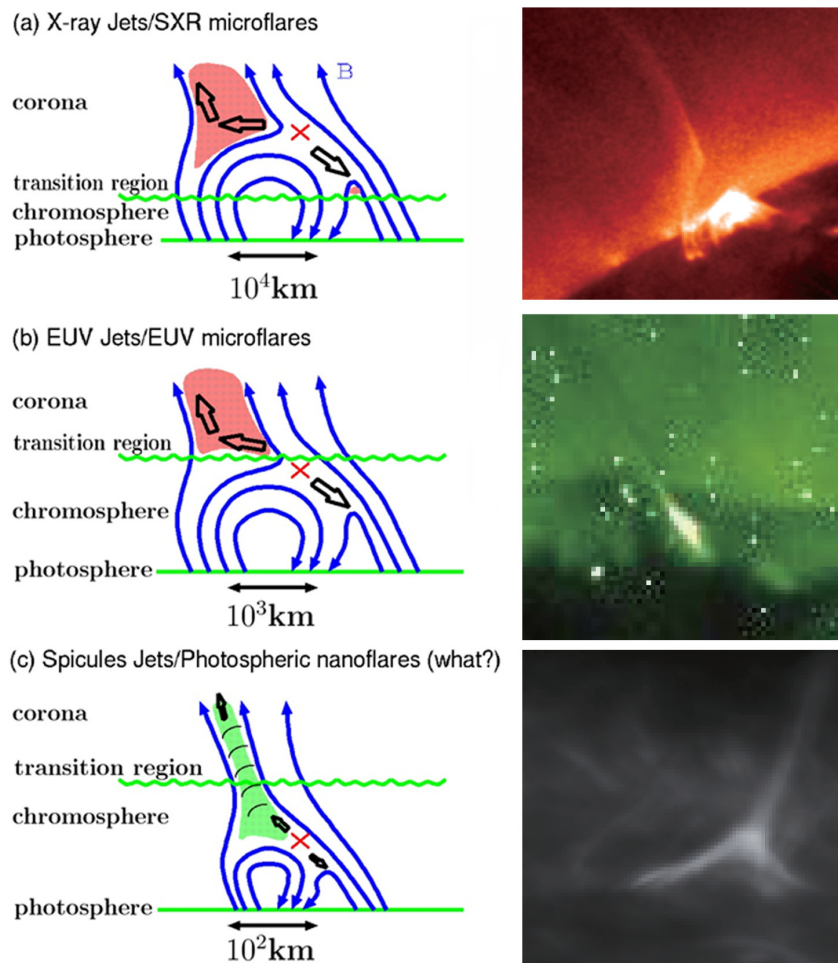 (a) X-ray Jets/SXR microflares
B
corona
transition region
chromosphere
photosphere
10⁴km
(b) EUV Jets/EUV microflares
corona
transition region
chromosphere
photosphere
10³km
(c) Spicules Jets/Photospheric nanoflares (what?)
corona
transition region
chromosphere
photosphere
10²km